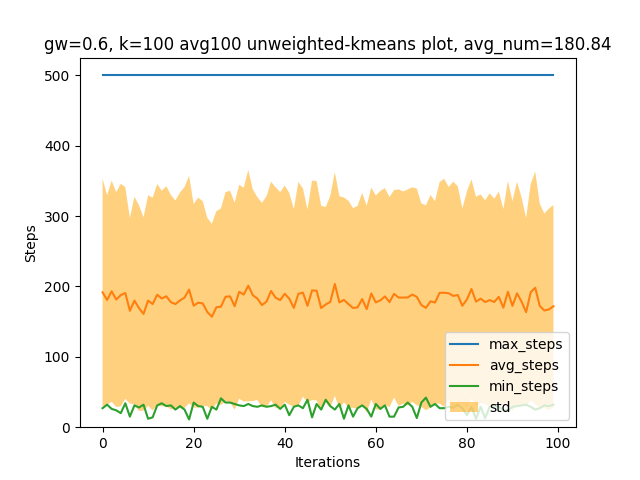 gw=0.6, k=100 avg100 unweighted-kmeans plot, avg_num=180.84
500
400
300
200
100
0
Steps
max_steps
avg_steps
min_steps
std
0 20 40 60 80 100
Iterations